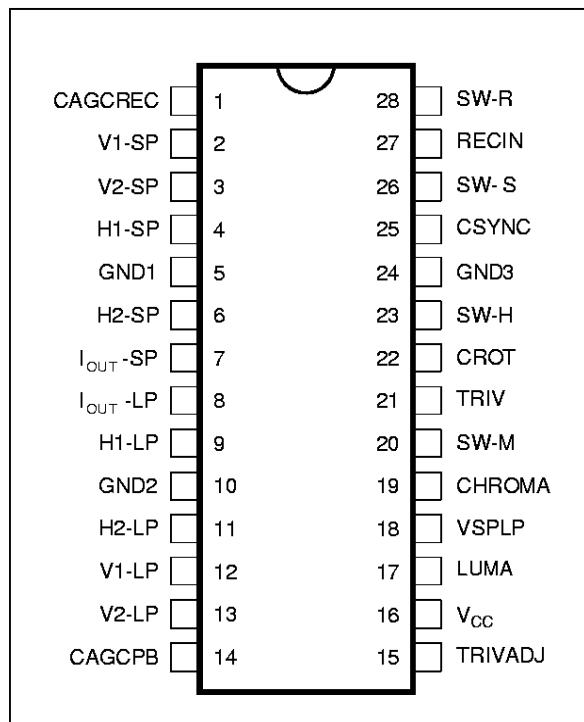 CAGCREC 1 28 SW-R
V1-SP 2 27 RECIN
V2-SP 3 26 SW- S
H1-SP 4 25 CSYNC
GND1 5 24 GND3
H2-SP 6 23 SW-H
IOUT -SP 7 22 CROT
IOUT -LP 8 21 TRIV
H1-LP 9 20 SW-M
GND2 10 19 CHROMA
H2-LP 11 18 VSPLP
V1-LP 12 17 LUMA
V2-LP 13 16 VCC
CAGCPB 14 15 TRIVADJ